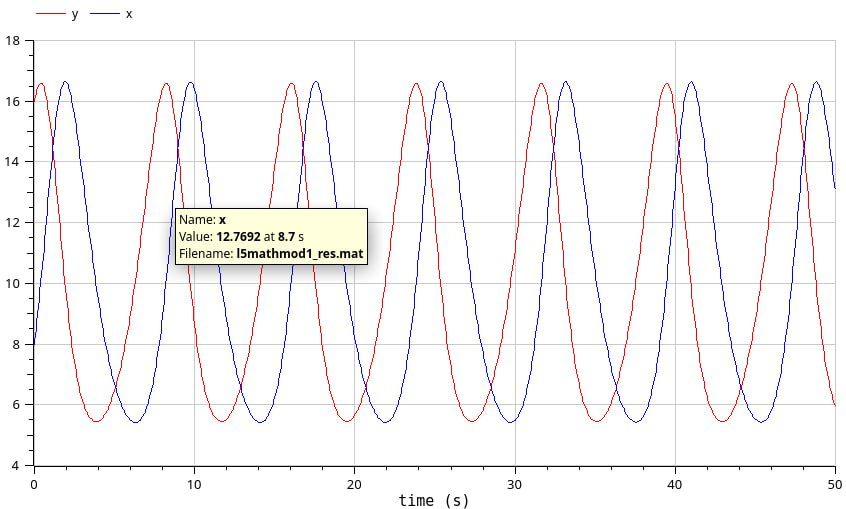 y x
18
16
14
12
10
8
6
4
Name: x
Value: 12.7692 at 8.7 s
Filename: l5mathmod1_res.mat
0 10 20 30 40 50
time (s)